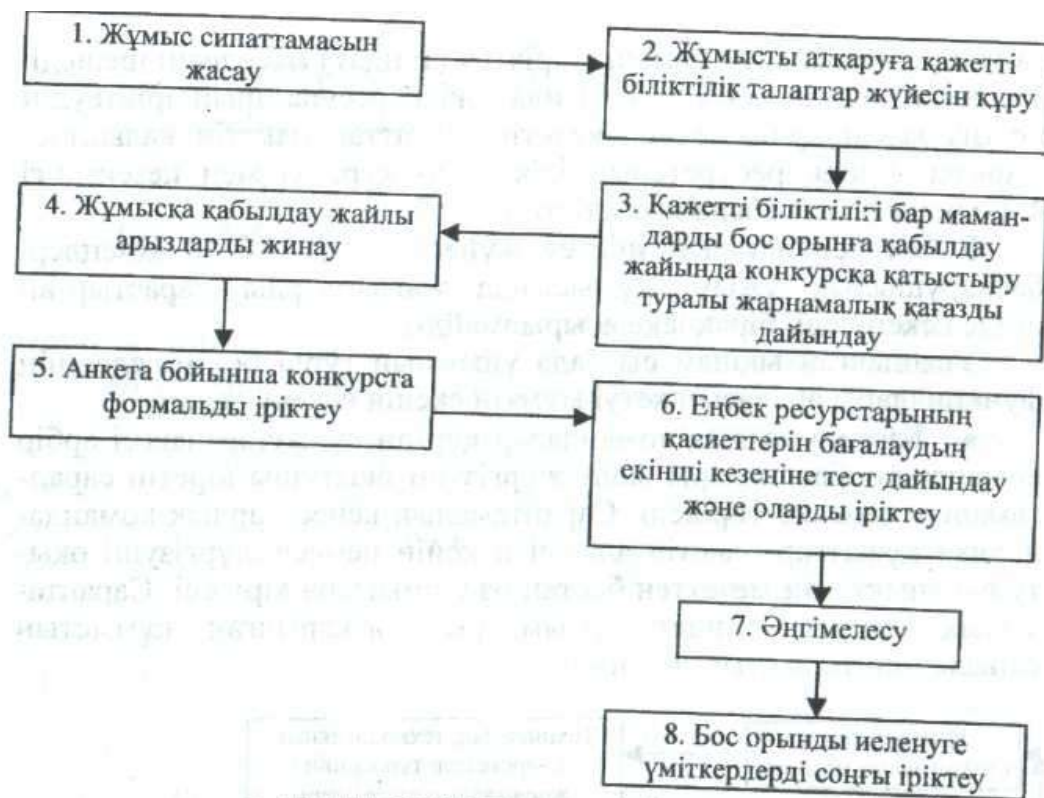 1. Жұмыс сипаттамасын
жасау
2. Жұмысты атқаруға қажетті
біліктілік талаптар жүйесін құру
3. Қажетті біліктілігі бар маман-
дарды бос орынға қабылдау
жайында конкурсқа қатыстыру
туралы жарнамалық қағазды
дайындау
4. Жұмысқа қабылдау жайлы
арыздарды жинау
5. Анкета бойынша конкурста
формальды іріктеу
6. Еңбек ресурстарының
қасиеттерін бағалаудың
екінші кезеңіне тест дайындау
және оларды іріктеу
7. Әңгімелесу
8. Бос орынды иеленуге
үміткерлерді соңғы іріктеу